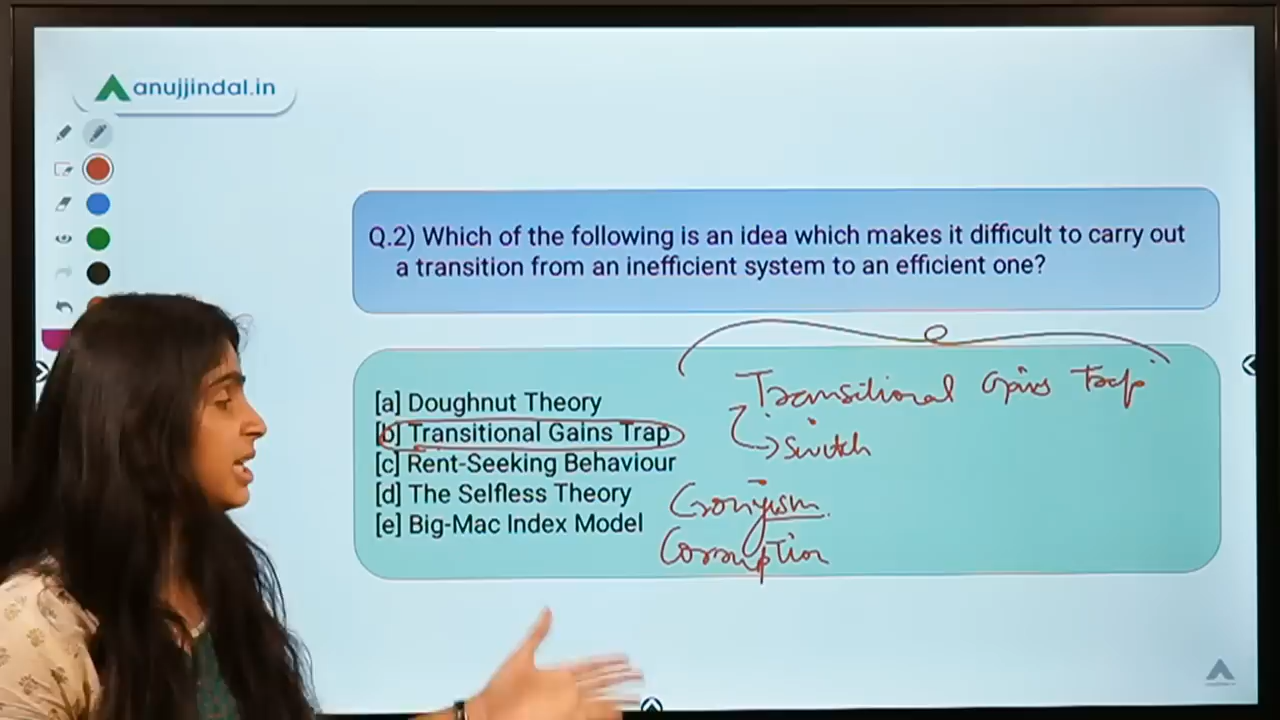 anujjindal.in
Q.2) Which of the following is an idea which makes it difficult to carry out
a transition from an inefficient system to an efficient one?
[a] Doughnut Theory
[b] Transitional Gains Trap
[c] Rent-Seeking Behaviour
[d] The Selfless Theory
[e] Big-Mac Index Model
Transitional Gains Trap
Switch
Cronyism
Corruption